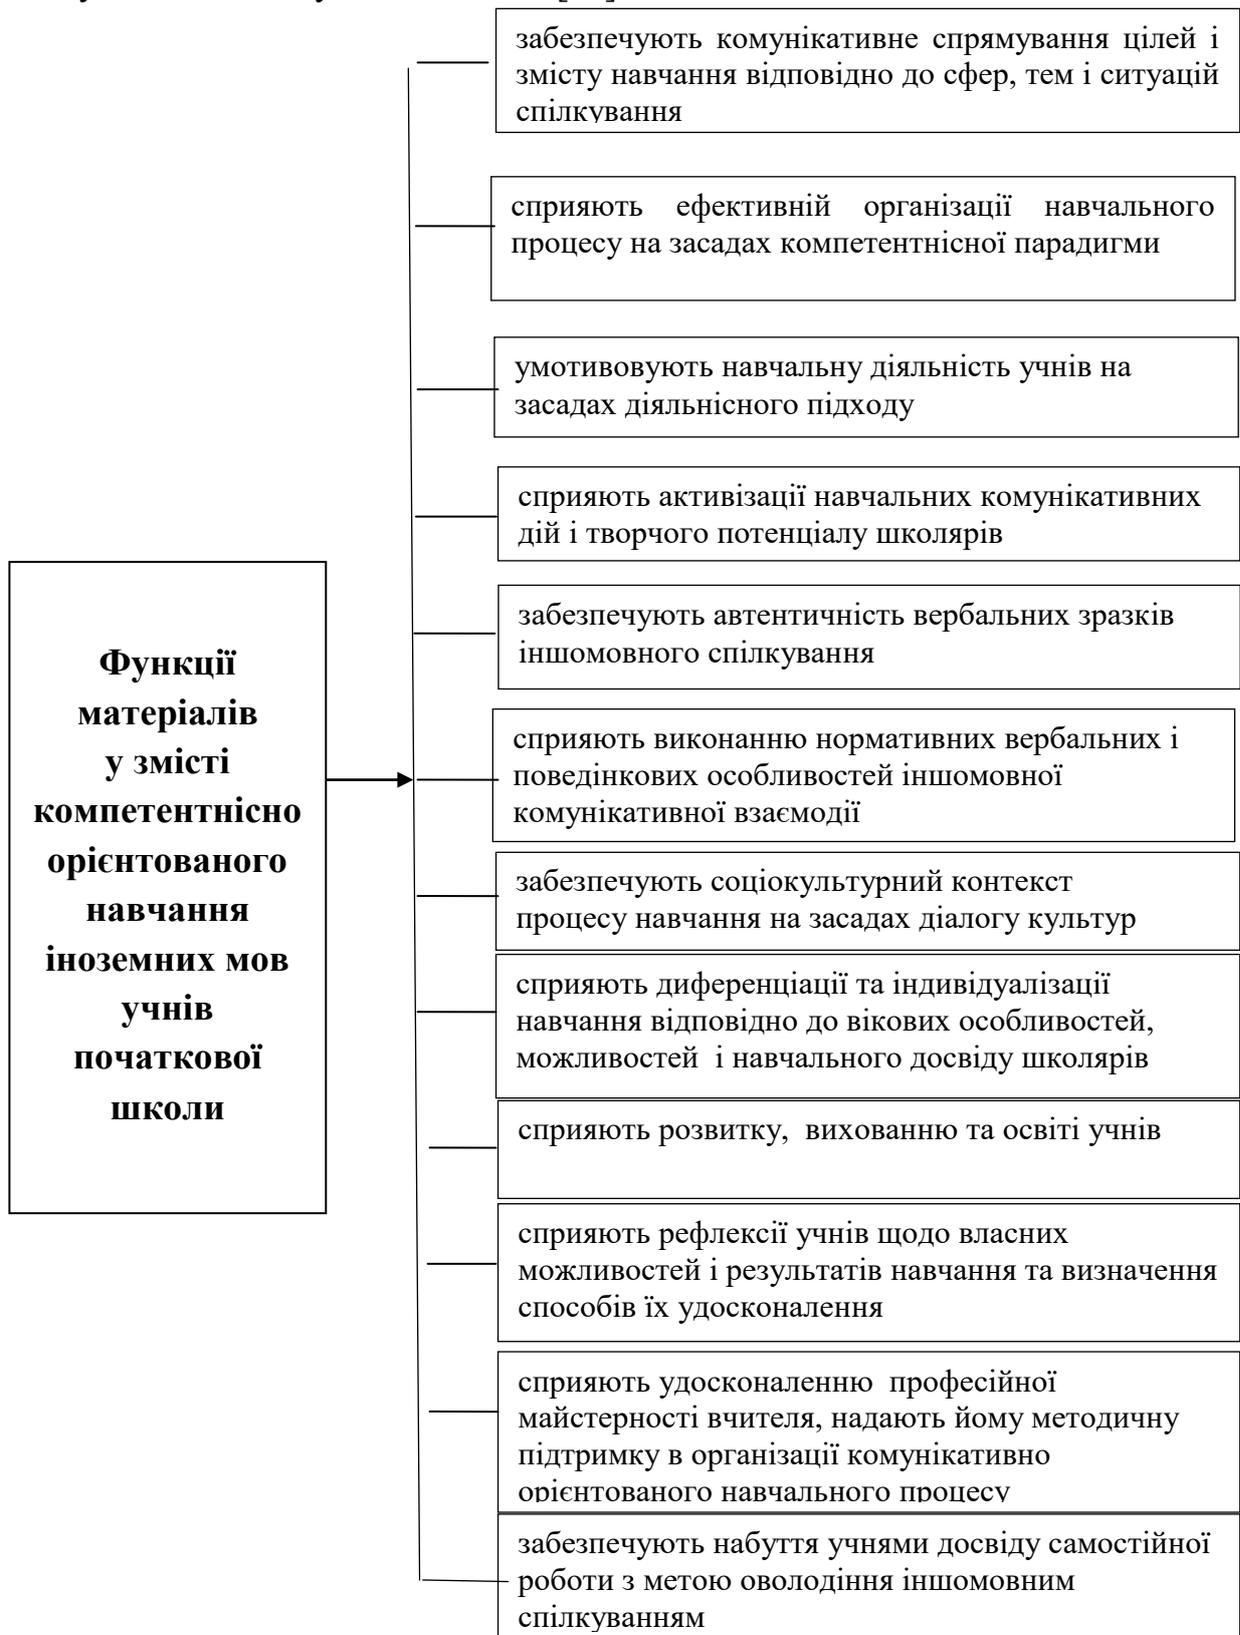 забезпечують комунікативне спрямування цілей і
змісту навчання відповідно до сфер, тем і ситуацій
спілкування
сприяють ефективній організації навчального
процесу на засадах компетентнісної парадигми
умотивовують навчальну діяльність учнів на
засадах діяльнісного підходу
сприяють активізації навчальних комунікативних
дій і творчого потенціалу школярів
забезпечують автентичність вербальних зразків
іншомовного спілкування
Функції
матеріалів
у змісті
компетентнісно
орієнтованого
навчання
іноземних мов
учнів
початкової
школи
сприяють виконанню нормативних вербальних і
поведінкових особливостей іншомовної
комунікативної взаємодії
забезпечують соціокультурний контекст
процесу навчання на засадах діалогу культур
сприяють диференціації та індивідуалізації
навчання відповідно до вікових особливостей,
можливостей і навчального досвіду школярів
сприяють розвитку, вихованню та освіті учнів
сприяють рефлексії учнів щодо власних
можливостей і результатів навчання та визначення
способів їх удосконалення
сприяють удосконаленню професійної
майстерності вчителя, надають йому методичну
підтримку в організації комунікативно
орієнтованого навчального процесу
забезпечують набуття учнями досвіду самостійної
роботи з метою оволодіння іншомовним
спілкуванням